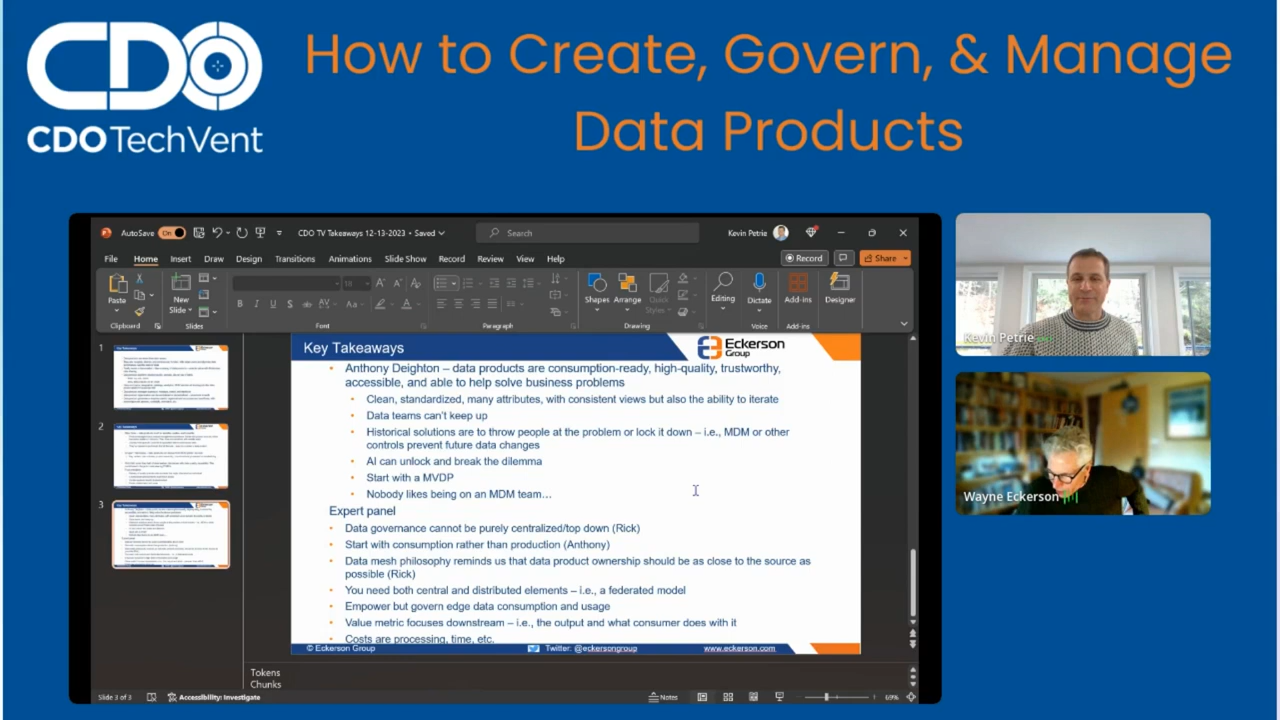 CDO
CDO TechVent
How to Create, Govern, & Manage
Data Products
AutoSave On
CDO TV Takeaways 12-13-2023 • Saved
Search
Kevin Petrie
File Home Insert Draw Design Transitions Animations Slide Show Record Review View Help
Record
Share
Paste
New
Slide
18
Shapes
Arrange
Quick
Styles
Editing
Dictate
Add-ins
Designer
Clipboard
Slides
Font
Paragraph
Drawing
Voice
Add-ins
1
2
3
Key Takeaways
Eckerson
Group
• Anthony Deighton – data products are consumption-ready, high-quality, trustworthy,
accessible, and able to help solve business problems
• Clean, standardized, many attributes, with consistent views but also the ability to iterate
• Data teams can't keep up
• Historical solutions are to throw people at the problem or lock it down – i.e., MDM or other
controls prevent future data changes
• AI can unlock and break the dilemma
• Start with a MVDP
• Nobody likes being on an MDM team…
Expert panel
• Data governance cannot be purely centralized/top down (Rick)
• Start with consumption rather than production (Anthony)
• Data mesh philosophy reminds us that data product ownership should be as close to the source as
possible (Rick)
• You need both central and distributed elements – i.e., a federated model
• Empower but govern edge data consumption and usage
• Value metric focuses downstream – i.e., the output and what consumer does with it
• Costs are processing, time, etc.
© Eckerson Group
Twitter: @eckersongroup
www.eckerson.com
Tokens
Chunks
Slide 3 of 3
Accessibility: Investigate
Notes
69%
Kevin Petrie
Wayne Eckerson